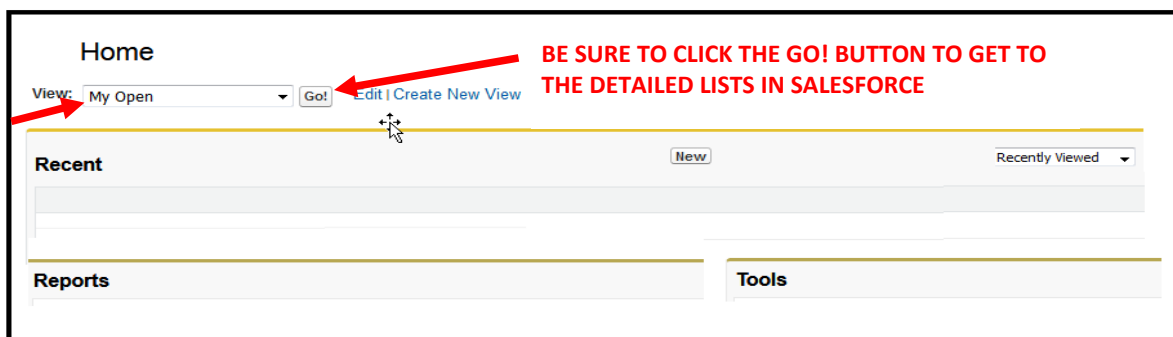 Home
BE SURE TO CLICK THE GO! BUTTON TO GET TO
THE DETAILED LISTS IN SALESFORCE
View: My Open Go! Edit | Create New View
Recent New Recently Viewed
Reports Tools